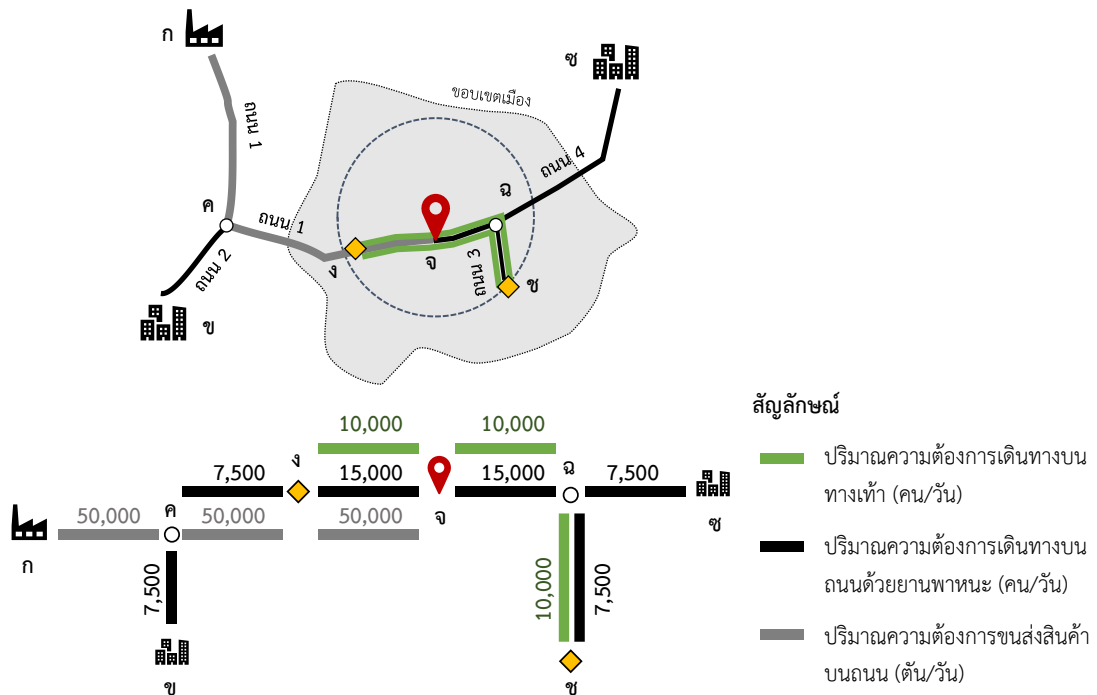 ก
ซ
ขอบเขตเมือง
ถนน 1
ถนน 4
ค
ฉ
ถนน 1
ถนน 2
ง
จ
ถนน 3
ช
ข
10,000
10,000
ง
7,500
15,000
15,000
ฉ
7,500
ค
จ
ซ
50,000
50,000
50,000
ก
7,500
10,000
7,500
ข
ช
สัญลักษณ์
ปริมาณความต้องการเดินทางบน
ทางเท้า (คน/วัน)
ปริมาณความต้องการเดินทางบน
ถนนด้วยยานพาหนะ (คน/วัน)
ปริมาณความต้องการขนส่งสินค้า
บนถนน (ตัน/วัน)